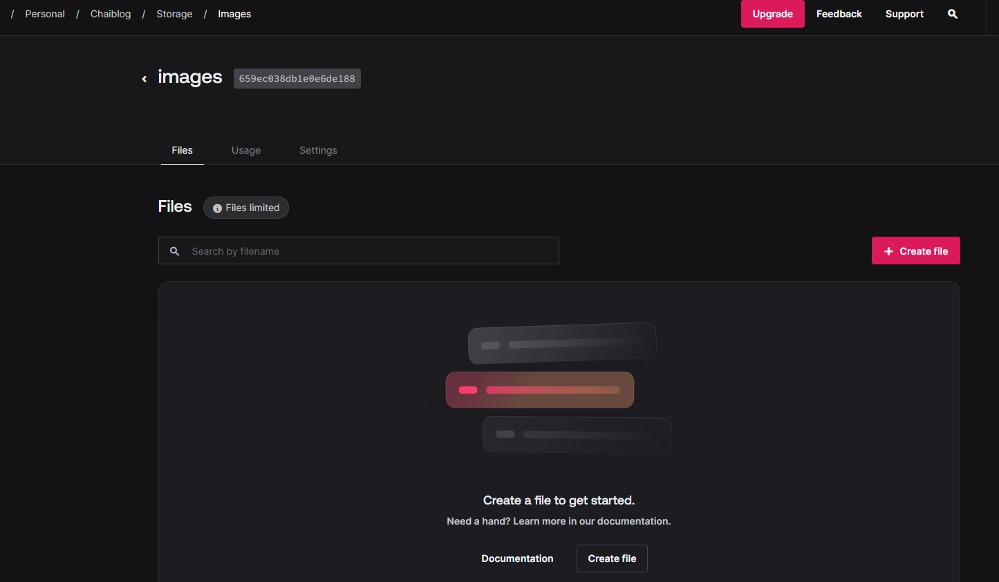 / Personal / Chaiblog / Storage / Images
Upgrade Feedback Support
images 659ec038db1e0e6de188
Files Usage Settings
Files Files limited
Search by filename
Create file
Create a file to get started.
Need a hand? Learn more in our documentation.
Documentation Create file